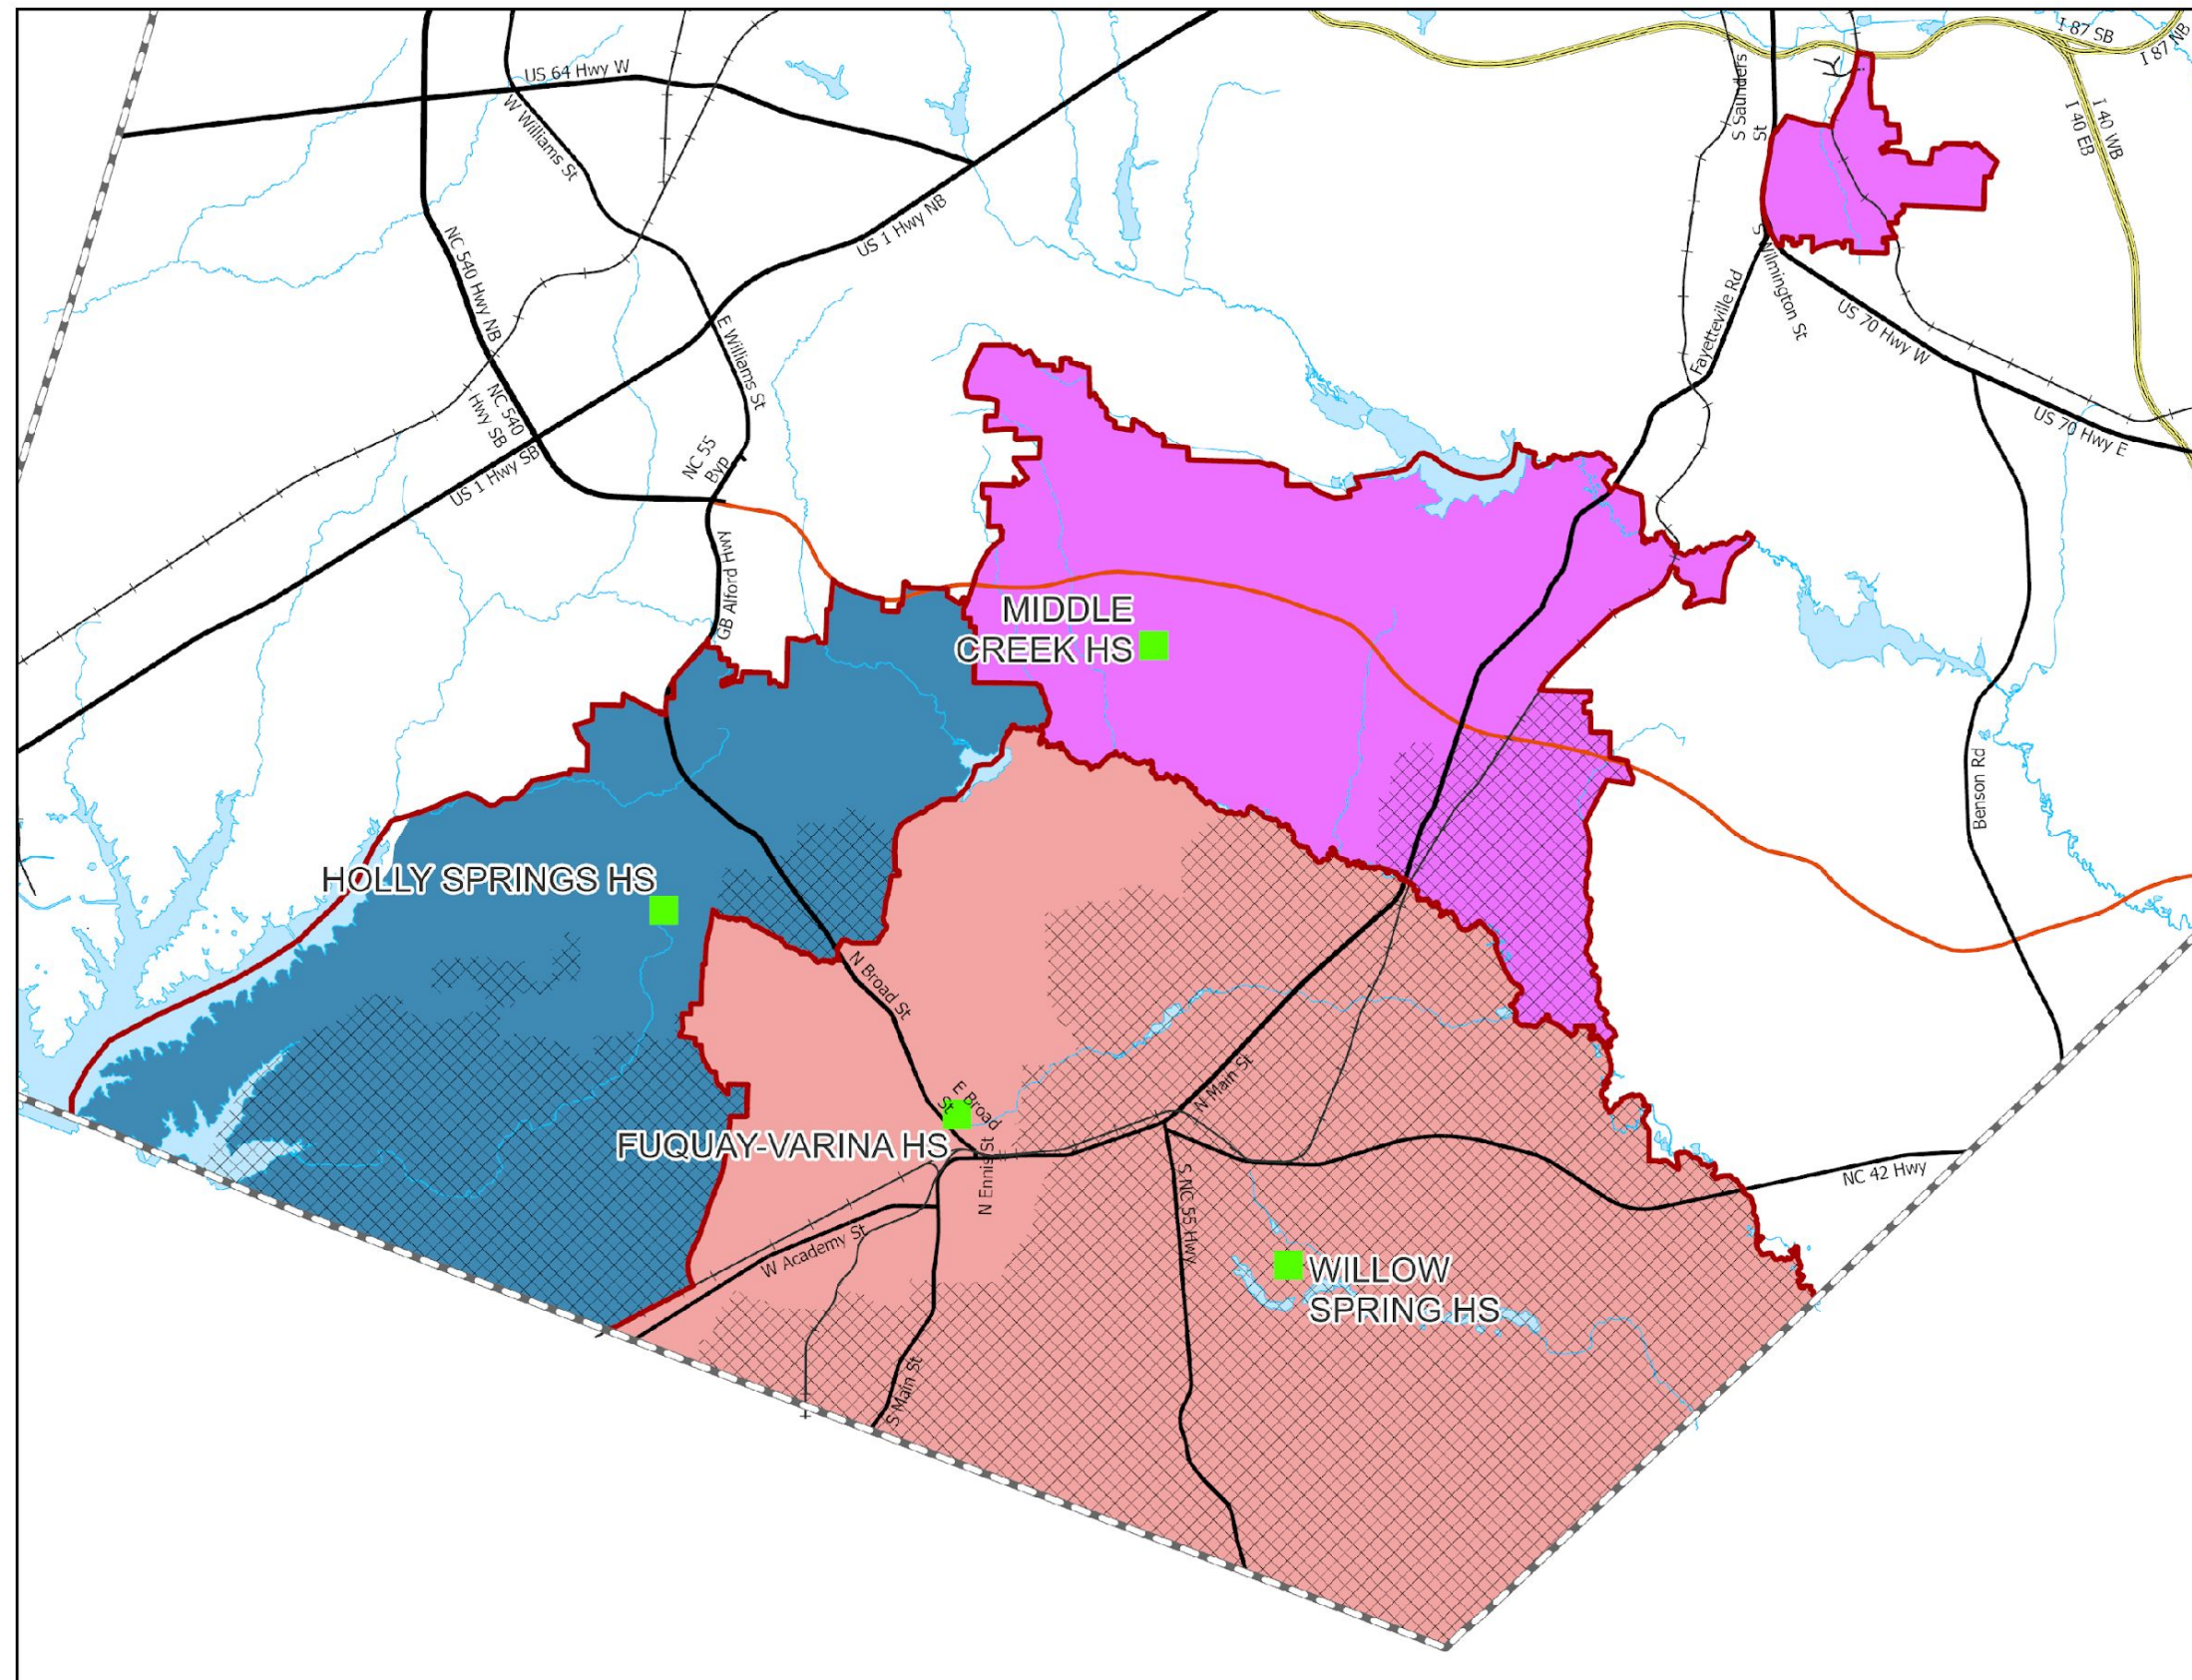 US 64 Hwy W
W Williams St
I 87 SB
I 87 NB
S Saunders
St
I 40 WB
I 40 EB
US 1 Hwy NB
NC 540 Hwy NB
S Wilmington St
Fayetteville Rd
US 70 Hwy W
E Williams St
NC 540
Hwy SB
US 70 Hwy E
NC 55
Byp
US 1 Hwy SB
GB Alford Hwy
MIDDLE
CREEK HS
Benson Rd
HOLLY SPRINGS HS
N Broad St
N Main St
E Broad
St
FUQUAY-VARINA HS
N Ennis St
NC 42 Hwy
S NC 55 Hwy
W Academy St
WILLOW
SPRING HS
S Main St